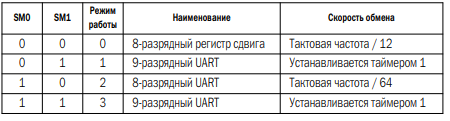 SM0 SM1 Режим работы Наименование Скорость обмена
0 0 0 8-разрядный регистр сдвига Тактовая частота / 12
0 1 1 9-разрядный UART Устанавливается таймером 1
1 0 2 8-разрядный UART Тактовая частота / 64
1 1 3 9-разрядный UART Устанавливается таймером 1